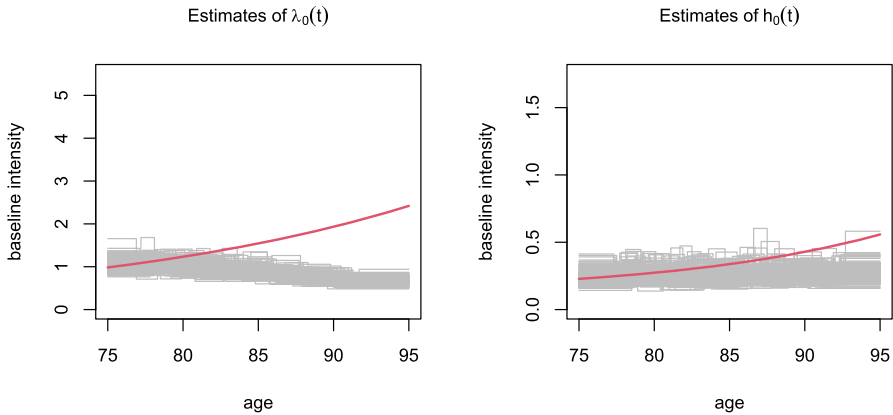 Estimates of λ₀(t)
baseline intensity
5
4
3
2
1
0
75 80 85 90 95
age
Estimates of h₀(t)
baseline intensity
1.5
1.0
0.5
0.0
75 80 85 90 95
age